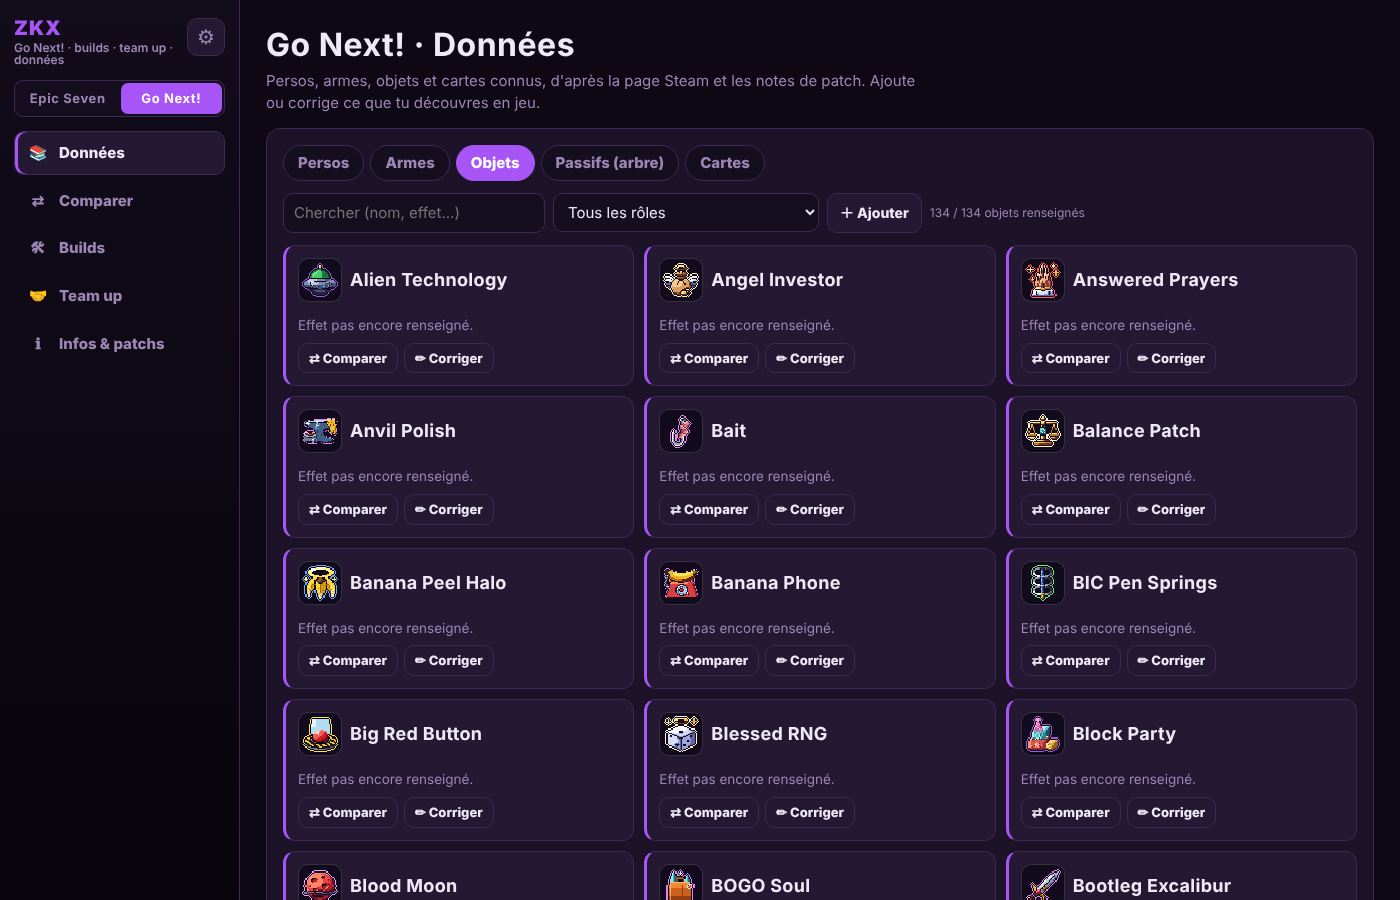 ZKX
Go Next! · builds · team up ·
données
Epic Seven
Go Next!
Données
Comparer
Builds
Team up
Infos & patchs
Go Next! · Données
Persos, armes, objets et cartes connus, d'après la page Steam et les notes de patch. Ajoute
ou corrige ce que tu découvres en jeu.
Persos
Armes
Objets
Passifs (arbre)
Cartes
Chercher (nom, effet...)
Tous les rôles
+ Ajouter
134 / 134 objets renseignés
Alien Technology
Effet pas encore renseigné.
⇄ Comparer
✏ Corriger
Angel Investor
Effet pas encore renseigné.
⇄ Comparer
✏ Corriger
Answered Prayers
Effet pas encore renseigné.
⇄ Comparer
✏ Corriger
Anvil Polish
Effet pas encore renseigné.
⇄ Comparer
✏ Corriger
Bait
Effet pas encore renseigné.
⇄ Comparer
✏ Corriger
Balance Patch
Effet pas encore renseigné.
⇄ Comparer
✏ Corriger
Banana Peel Halo
Effet pas encore renseigné.
⇄ Comparer
✏ Corriger
Banana Phone
Effet pas encore renseigné.
⇄ Comparer
✏ Corriger
BIC Pen Springs
Effet pas encore renseigné.
⇄ Comparer
✏ Corriger
Big Red Button
Effet pas encore renseigné.
⇄ Comparer
✏ Corriger
Blessed RNG
Effet pas encore renseigné.
⇄ Comparer
✏ Corriger
Block Party
Effet pas encore renseigné.
⇄ Comparer
✏ Corriger
Blood Moon
BOGO Soul
Bootleg Excalibur